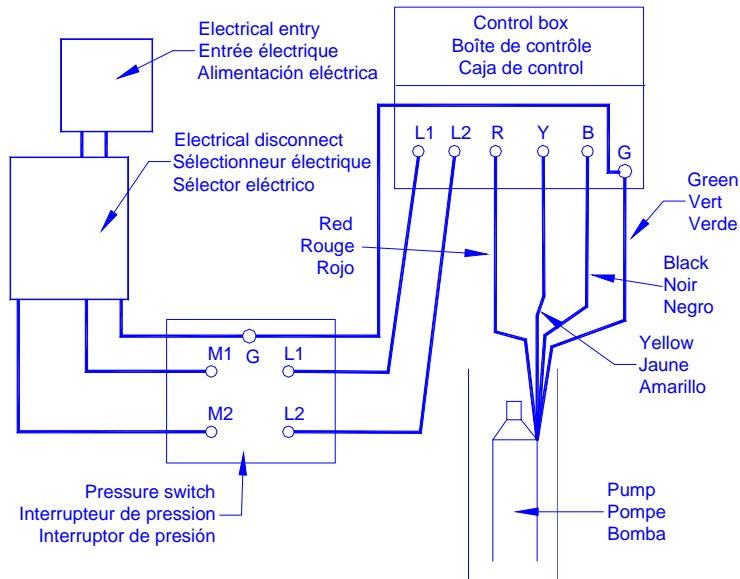 Electrical entry
Entrée électrique
Alimentación eléctrica
Control box
Boîte de contrôle
Caja de control
Electrical disconnect
Sélectionneur électrique
Sélector eléctrico
L1 L2 R Y B G
Green
Vert
Verde
Red
Rouge
Rojo
Black
Noir
Negro
Yellow
Jaune
Amarillo
M1 G L1
M2 L2
Pressure switch
Interrupteur de pression
Interruptor de presión
Pump
Pompe
Bomba